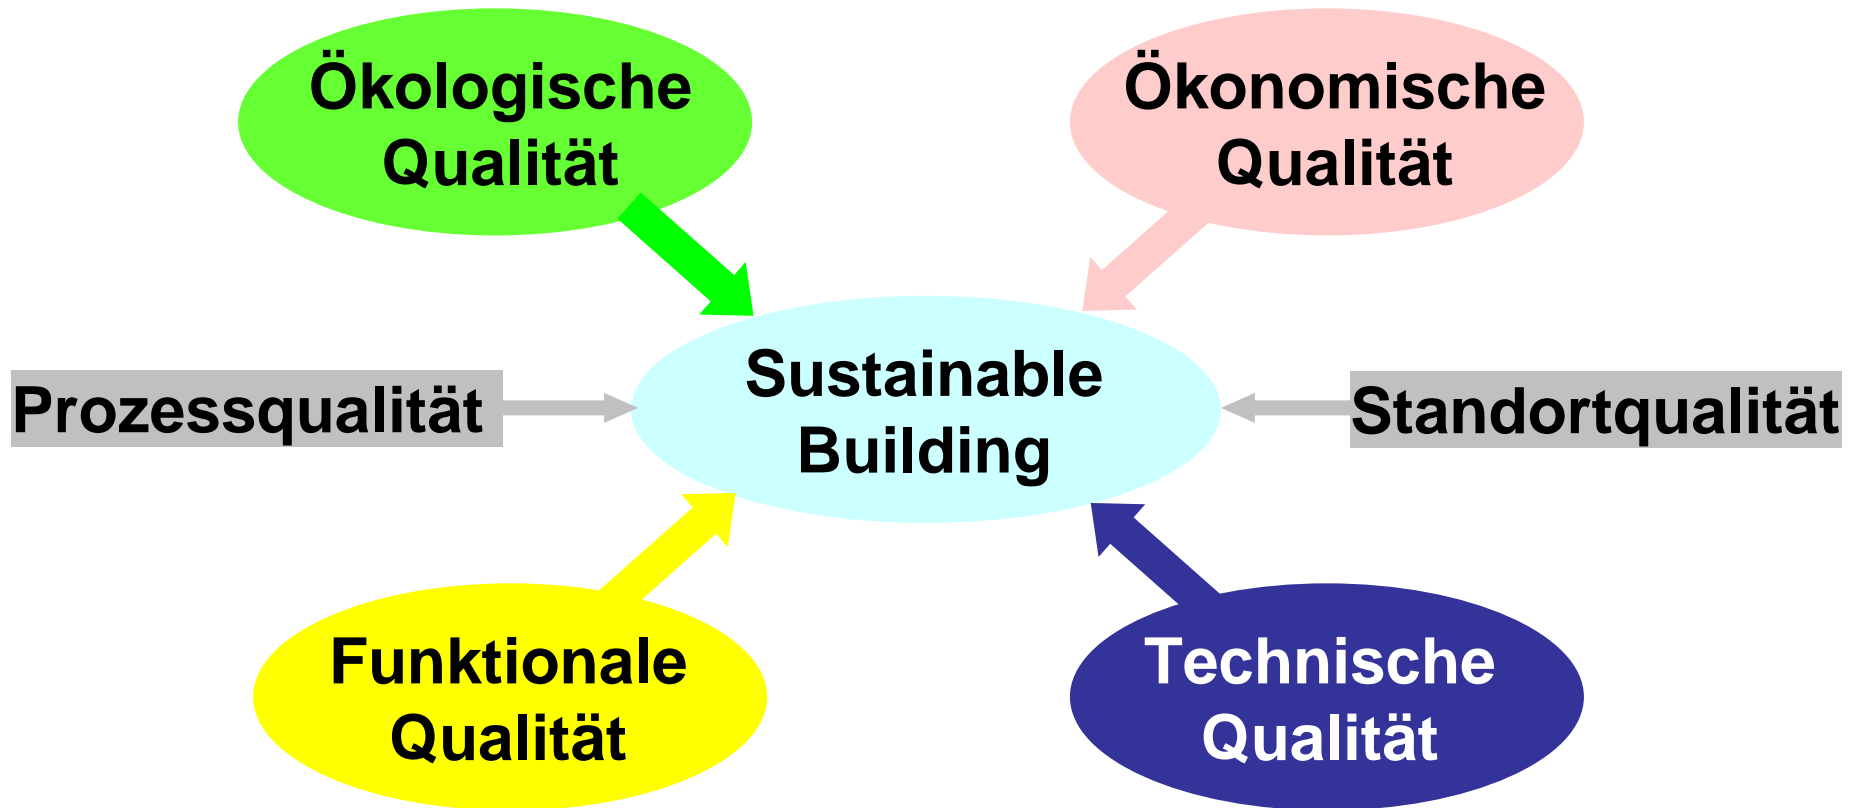 Ökologische
Qualität
Ökonomische
Qualität
Prozessqualität
Sustainable
Building
Standortqualität
Funktionale
Qualität
Technische
Qualität